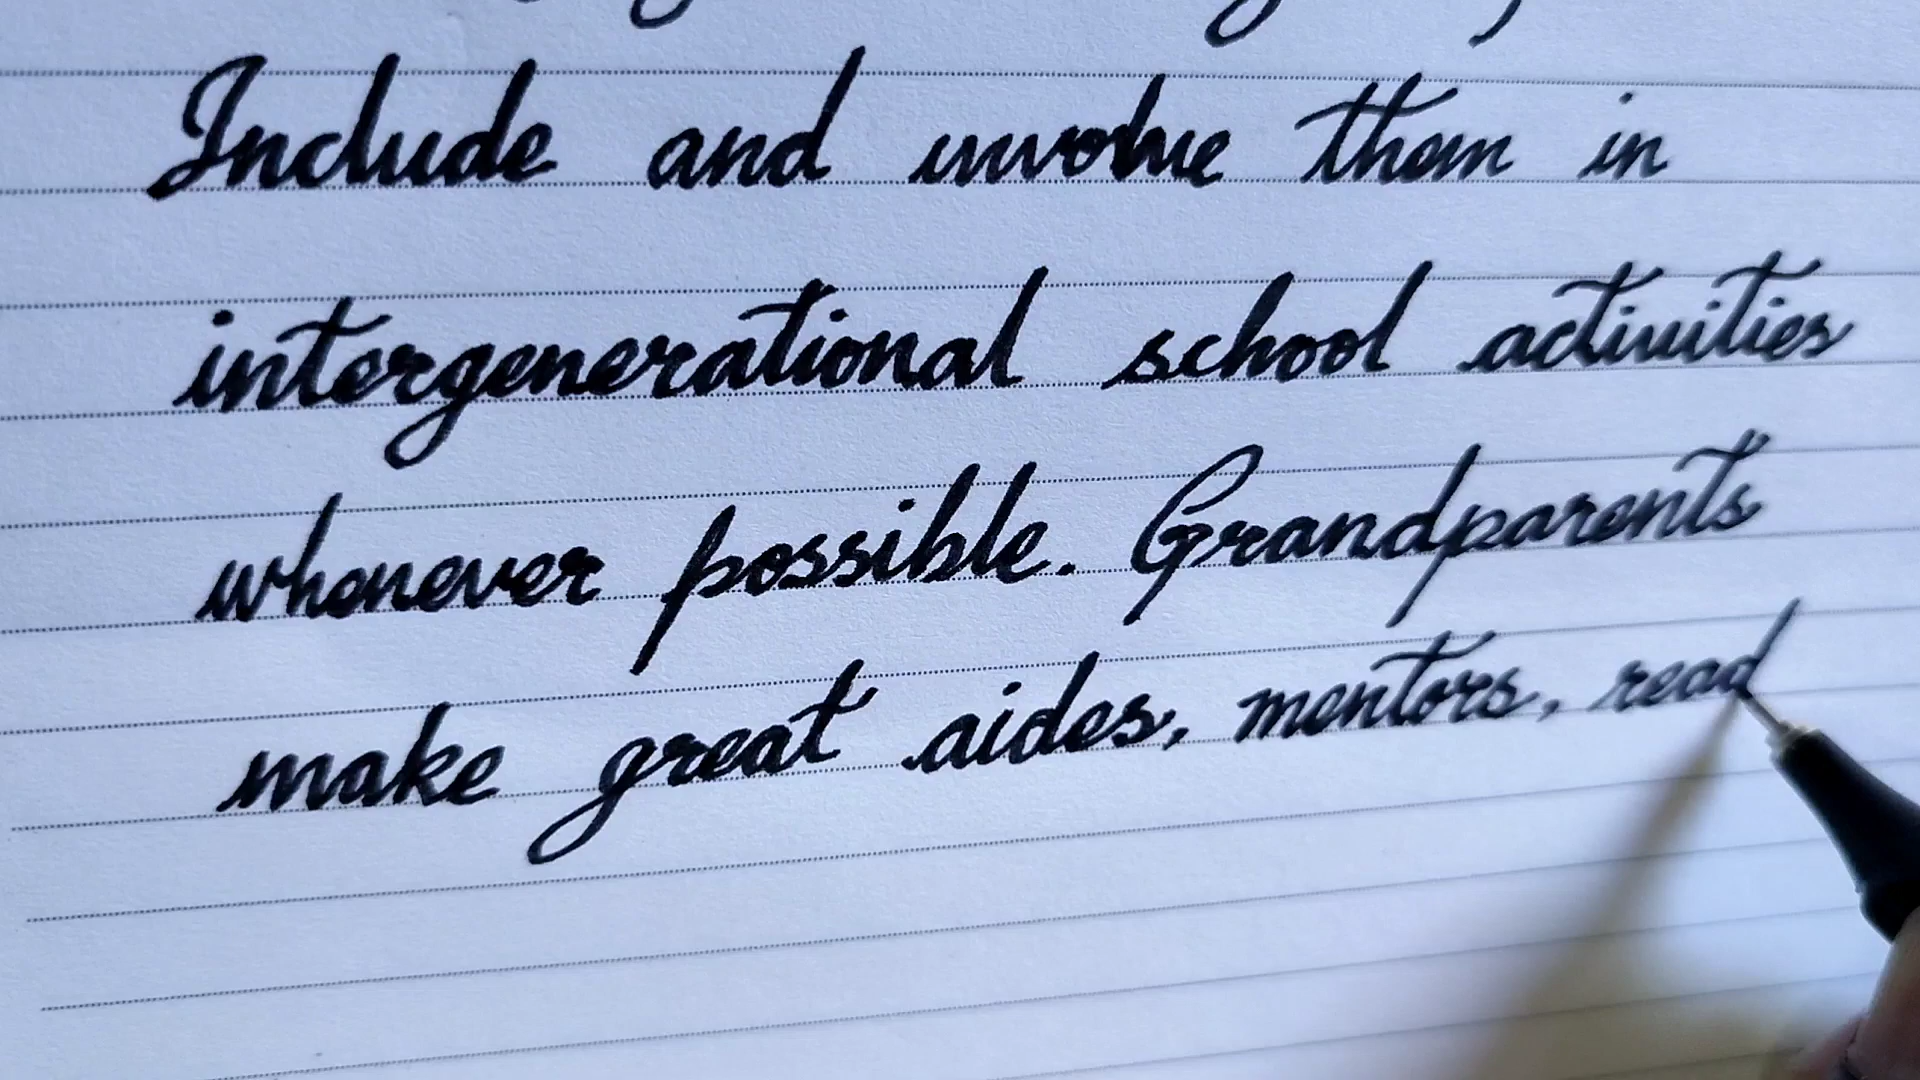 Include and involve them in
intergenerational school activities
whenever possible. Grandparents
make great aides, mentors, read